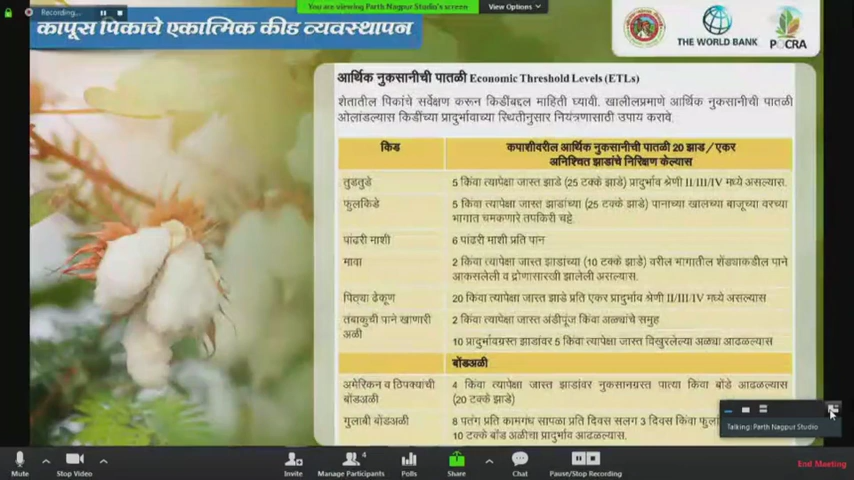 Recording...
You are viewing Parth Nagpur Studio's screen
View Options
कापूस पिकाचे एकात्मिक कीड व्यवस्थापन
THE WORLD BANK
POCRA
आर्थिक नुकसानीची पातळी Economic Threshold Levels (ETLs)
शेतातील पिकांचे सर्वेक्षण करून किडींबद्दल माहिती घ्यावी. खालीलप्रमाणे आर्थिक नुकसानीची पातळी
ओलांडल्यास किडींच्या प्रादुर्भावाच्या स्थितीनुसार नियंत्रणासाठी उपाय करावे.
किड
कपाशीवरील आर्थिक नुकसानीची पातळी 20 झाड / एकर
अनिश्चित झाडांचे निरिक्षण केल्यास
तुडतुडे
5 किंवा त्यापेक्षा जास्त झाडे (25 टक्के झाडे) प्रादुर्भाव श्रेणी II/III/IV मध्ये असल्यास.
फुलकिडे
5 किंवा त्यापेक्षा जास्त झाडांच्या (25 टक्के झाडे) पानाच्या खालच्या बाजूच्या वरच्या
भागात चमकणारे तपकिरी चट्टे
पांढरी माशी
6 पांढरी माशी प्रति पान
मावा
2 किंवा त्यापेक्षा जास्त झाडांच्या (10 टक्के झाडे) वरील भागातील शेंड्याकडील पाने
आकसलेली व द्रोणासारखी झालेली असल्यास.
पिठ्या ढेकूण
20 किंवा त्यापेक्षा जास्त झाडे प्रति एकर प्रादुर्भाव श्रेणी II/III/IV मध्ये असल्यास
तंबाकुची पाने खाणारी
अळी
2 किंवा त्यापेक्षा जास्त अंडीपूंज किंवा अळ्यांचे समुह
10 प्रादुर्भावग्रस्त झाडांवर 5 किंवा त्यापेक्षा जास्त विखुरलेल्या अळ्या आढळल्यास
बोंडअळी
अमेरिकन व ठिपक्यांची
बोंडअळी
4 किंवा त्यापेक्षा जास्त झाडांवर नुकसानग्रस्त पात्या किंवा बोंडे आढळल्यास
(20 टक्के झाडे)
गुलाबी बोंडअळी
8 पतंग प्रति कामगंध सापळा प्रति दिवस सलग 3 दिवस किंवा
10 टक्के बोंड अळीचा प्रादुर्भाव आढळल्यास.
Talking: Parth Nagpur Studio
Mute
Stop Video
Invite
4
Manage Participants
Polls
Share
Chat
Pause/Stop Recording
End Meeting